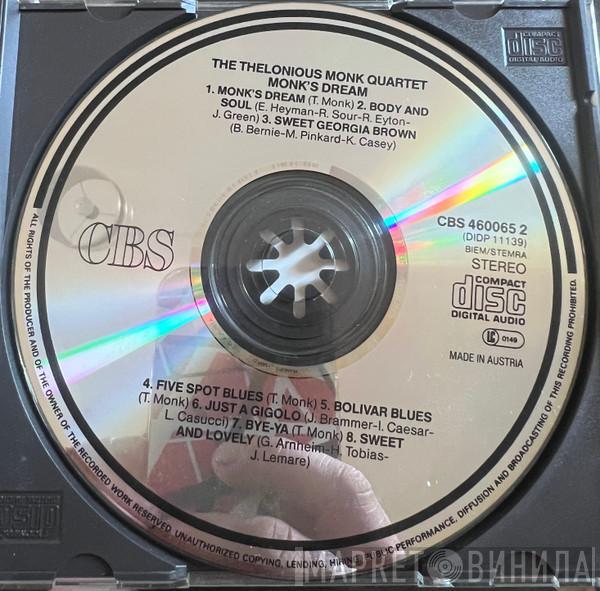 THE THELONIOUS MONK QUARTET
MONK'S DREAM
1. MONK'S DREAM (T. Monk) 2. BODY AND
SOUL (E. Heyman-R. Sour-R. Eyton-
J. Green) 3. SWEET GEORGIA BROWN
(B. Bernie-M. Pinkard-K. Casey)
COMPACT
disc
DIGITAL AUDIO
CBS
CBS 460065 2
(DIDP 11139)
BIEM/STEMRA
STEREO
COMPACT
disc
DIGITAL AUDIO
LC 0149
MADE IN AUSTRIA
4. FIVE SPOT BLUES (T. Monk) 5. BOLIVAR BLUES
(T. Monk) 6. JUST A GIGOLO (J. Brammer-I. Caesar-
L. Casucci) 7. BYE-YA (T. Monk) 8. SWEET
AND LOVELY (G. Arnheim-H. Tobias-
J. Lemare)
ALL RIGHTS OF THE PRODUCER AND OF THE OWNER OF THE RECORDED WORK RESERVED. UNAUTHORIZED COPYING, LENDING, HIRING, PUBLIC PERFORMANCE, DIFFUSION AND BROADCASTING OF THIS RECORDING PROHIBITED.
МАРКЕТ ВИНИЛА